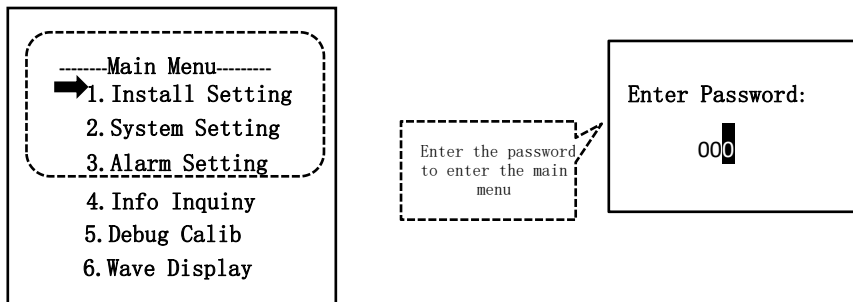 --------Main Menu---------
1. Install Setting
2. System Setting
3. Alarm Setting
4. Info Inquiny
5. Debug Calib
6. Wave Display
Enter the password
to enter the main
menu
Enter Password:
000